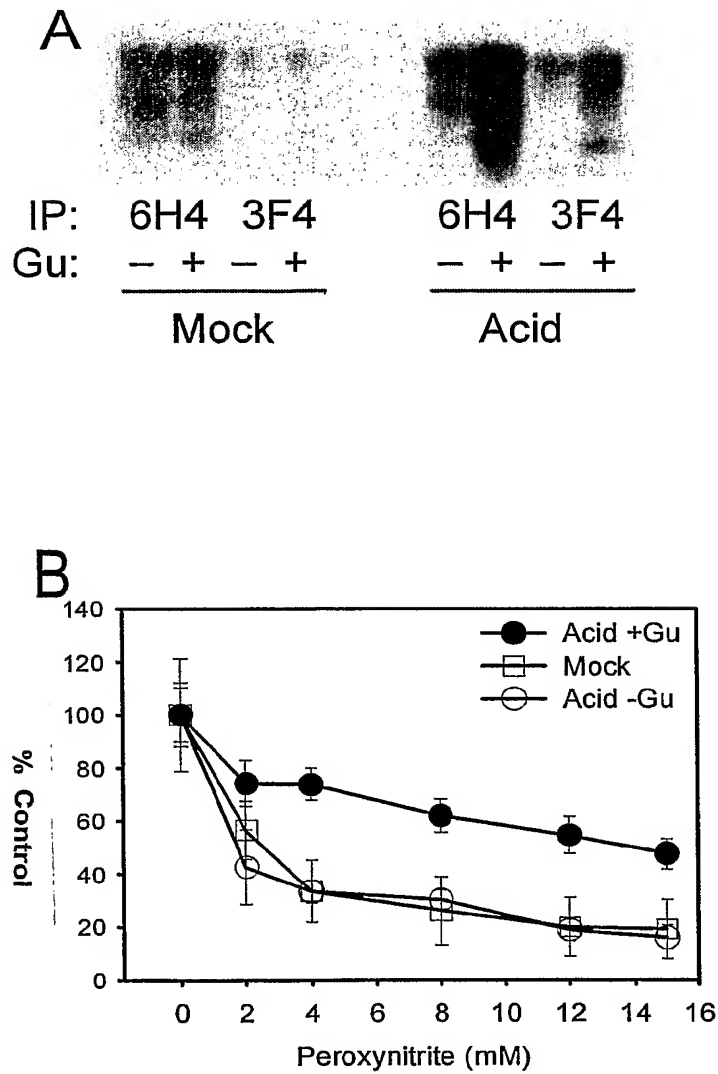 A
IP: 6H4 3F4 6H4 3F4
Gu: – + – + – + – +
Mock Acid
B
140
120
100
80
60
40
20
0
% Control
Acid +Gu
Mock
Acid -Gu
0 2 4 6 8 10 12 14 16
Peroxynitrite (mM)